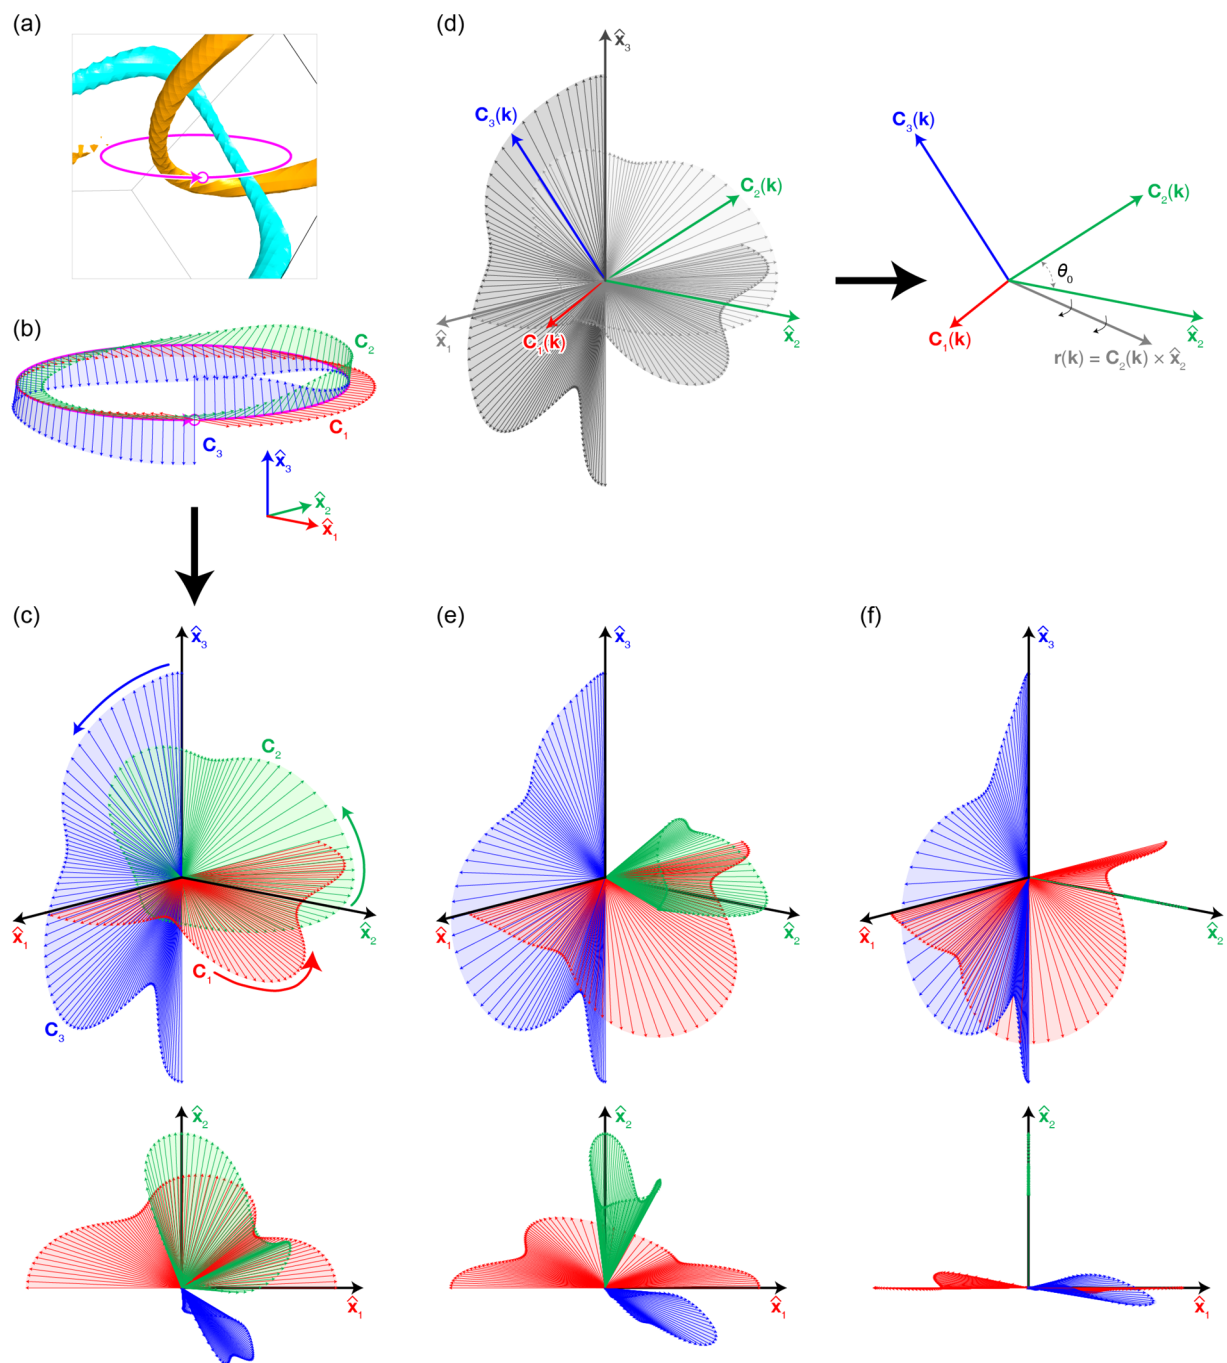 (a)
(b)
C₂
C₁
C₃
x̂₃
x̂₂
x̂₁
(c)
x̂₃
C₂
x̂₁
x̂₂
C₁
C₃
x̂₂
x̂₁
(d)
x̂₃
C₃(k)
C₂(k)
x̂₁
C₁(k)
x̂₂
C₃(k)
C₂(k)
θ₀
C₁(k)
x̂₂
r(k) = C₂(k) × x̂₂
(e)
x̂₃
x̂₁
x̂₂
x̂₂
x̂₁
(f)
x̂₃
x̂₁
x̂₂
x̂₂
x̂₁